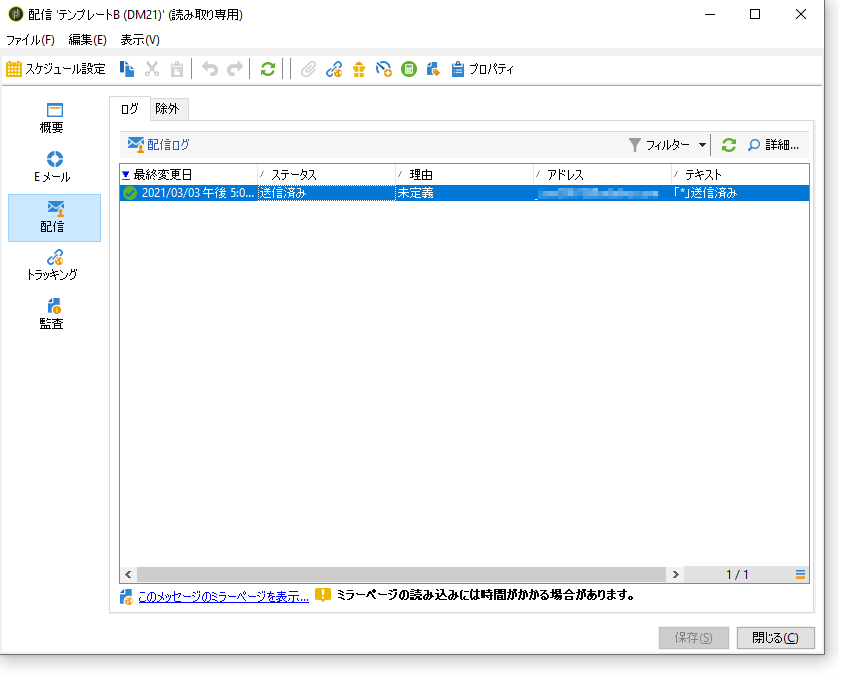 配信 'テンプレートB (DM21)' (読み取り専用)
ファイル(F) 編集(E) 表示(V)
スケジュール設定 プロパティ
概要
Eメール
配信
トラッキング
監査
ログ 除外
配信ログ フィルター 詳細...
最終変更日 ステータス 理由 アドレス テキスト
2021/03/03 午後 5:0... 送信済み 未定義 「*」送信済み
1 / 1
このメッセージのミラーページを表示... ミラーページの読み込みには時間がかかる場合があります。
保存(S) 閉じる(C)